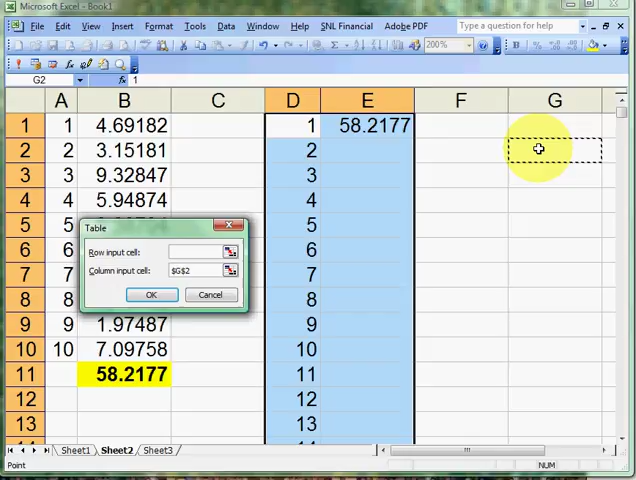 Microsoft Excel - Book1
File Edit View Insert Format Tools Data Window Help SNL Financial Adobe PDF Type a question for help
200% B
G2 fx 1
A B C D E F G
1 1 4.69182 1 58.2177
2 2 3.15181 2
3 3 9.32847 3
4 4 5.94874 4
5 5 5
6 6 6
7 7 7
8 8 8
9 9 1.97487 9
10 10 7.09758 10
11 58.2177 11
12 12
13 13
Table
Row input cell:
Column input cell: $G$2
OK Cancel
Sheet1 Sheet2 Sheet3
Point NUM